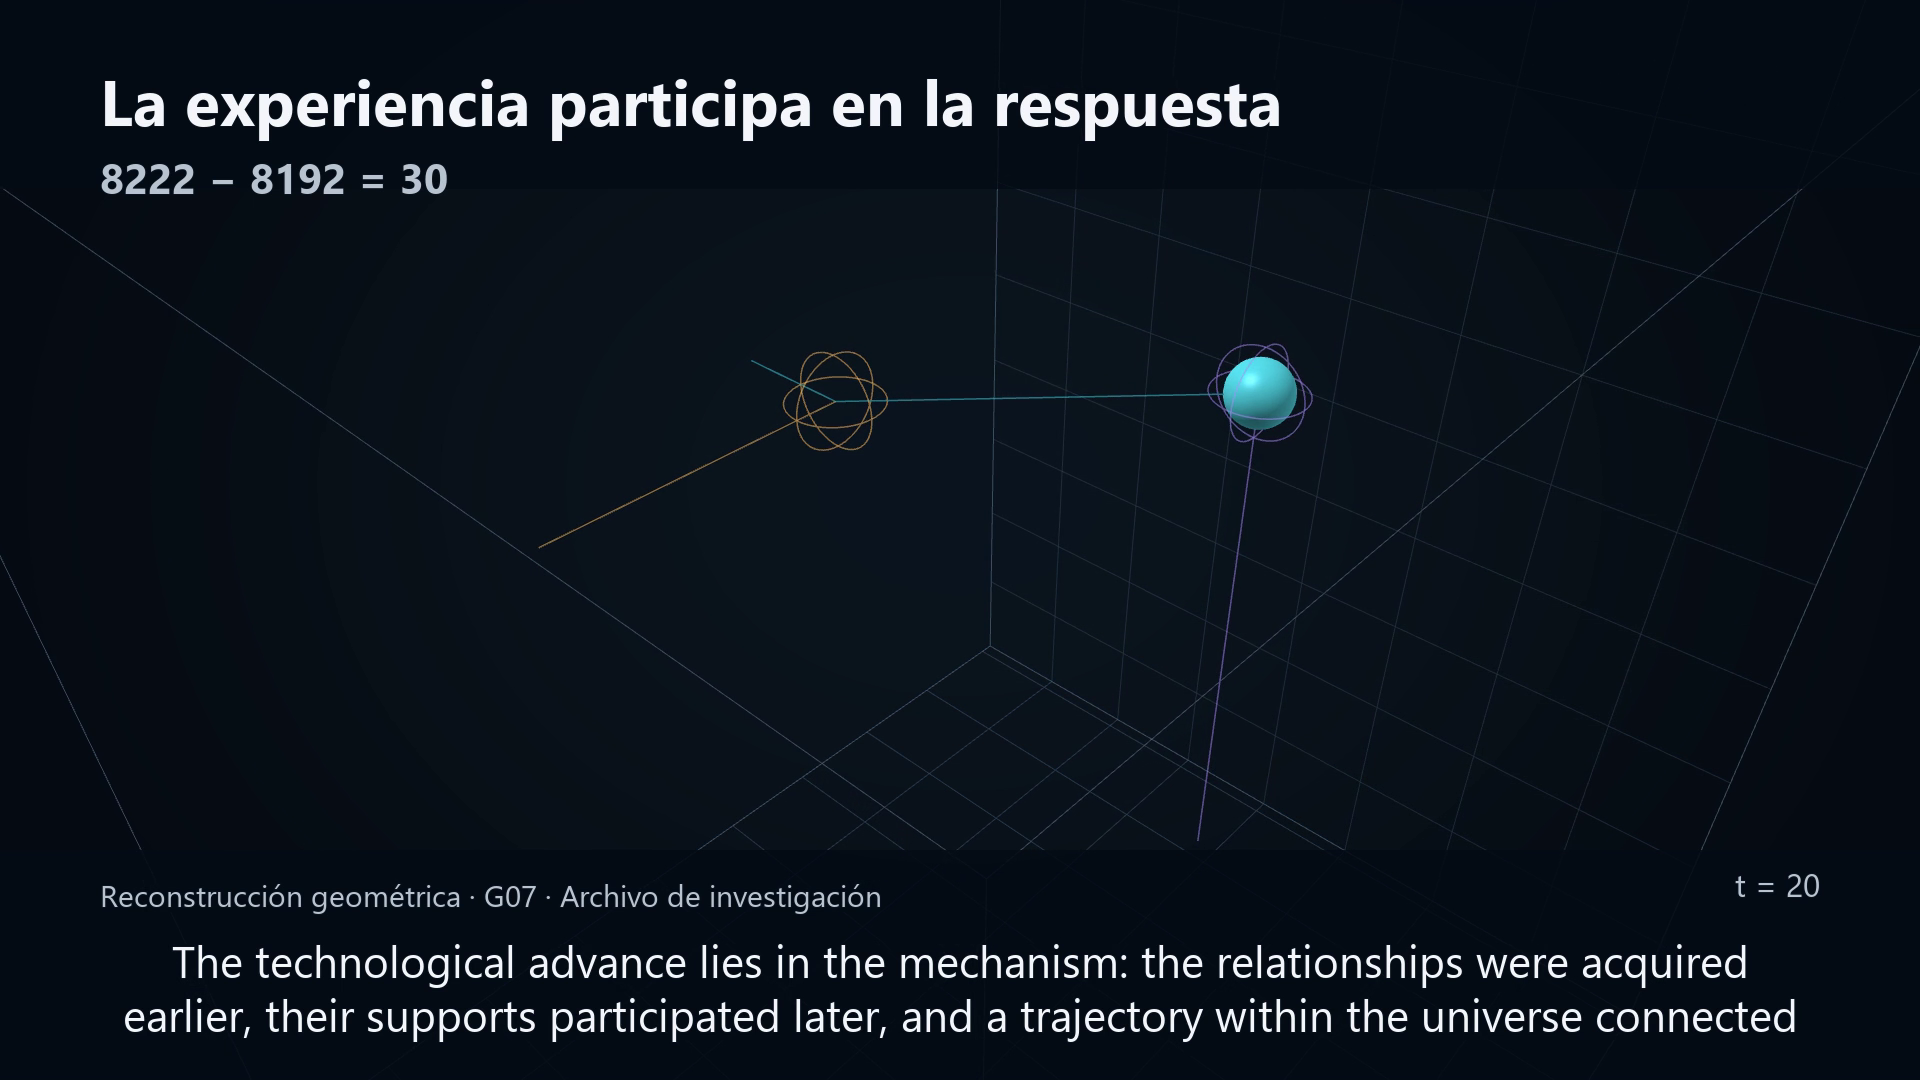 La experiencia participa en la respuesta
8222 − 8192 = 30
Reconstrucción geométrica · G07 · Archivo de investigación
t = 20
The technological advance lies in the mechanism: the relationships were acquired
earlier, their supports participated later, and a trajectory within the universe connected